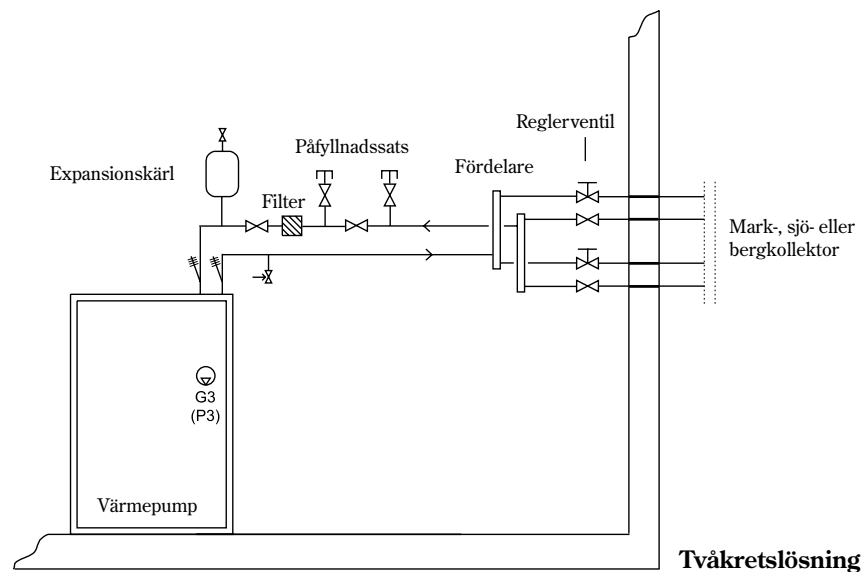 Reglerventil
Påfyllnadssats
Fördelare
Expansionskärl
Filter
Mark-, sjö- eller
bergkollektor
G3
(P3)
Värmepump
Tvåkretslösning